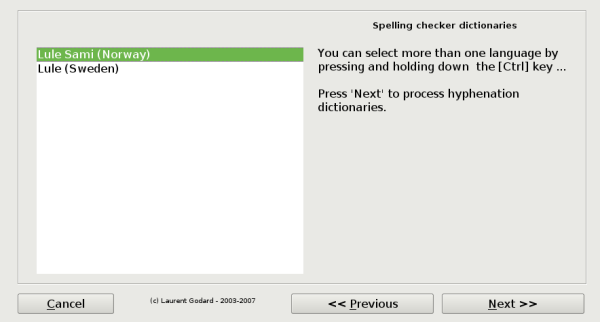 Spelling checker dictionaries
Lule Sami (Norway)
Lule (Sweden)
You can select more than one language by
pressing and holding down  the [Ctrl] key ...
Press 'Next' to process hyphenation
dictionaries.
Cancel
(c) Laurent Godard - 2003-2007
<< Previous
Next >>